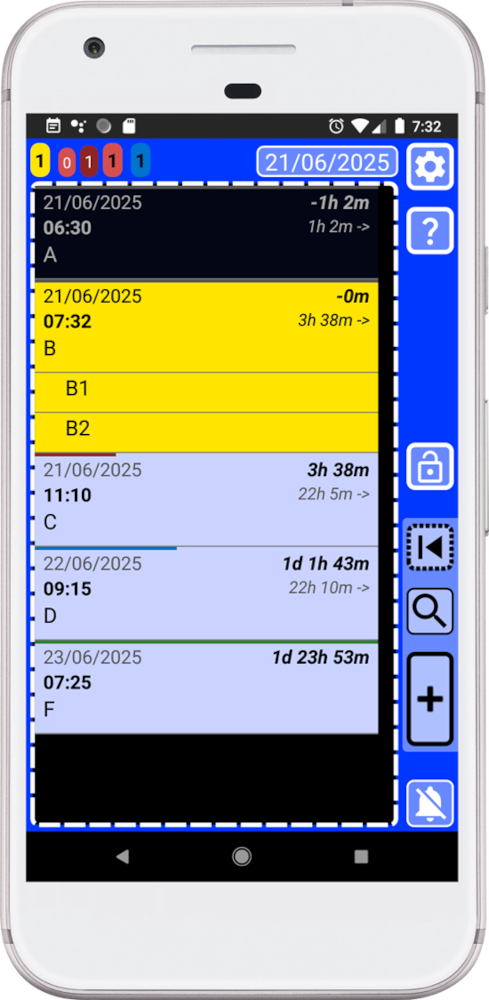 7:32
1 0 1 1 1 21/06/2025
?
21/06/2025 -1h 2m
06:30 1h 2m ->
A
21/06/2025 -0m
07:32 3h 38m ->
B
B1
B2
21/06/2025 3h 38m
11:10 22h 5m ->
C
22/06/2025 1d 1h 43m
09:15 22h 10m ->
D
23/06/2025 1d 23h 53m
07:25
F
+